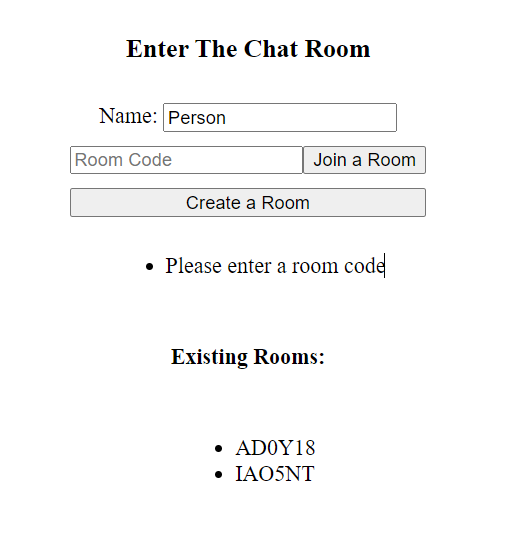 Enter The Chat Room
Name: Person
Room Code Join a Room
Create a Room
• Please enter a room code
Existing Rooms:
• AD0Y18
• IAO5NT